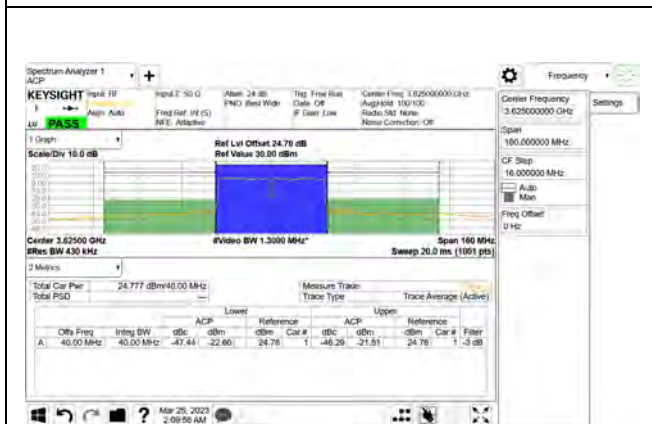 Spectrum Analyzer 1
ACP
+
Frequency
KEYSIGHT Input: RF
Input Z: 50 Ω
Atten: 24 dB
Trig: Free Run
Center Freq: 3.625000000 GHz
PNO: Best Wide
Gate: Off
Avg|Hold: 100/100
Align: Auto
Freq Ref: Int (S)
IF Gain: Low
Radio Std: None
NFE: Adaptive
Noise Correction: Off
PASS
Center Frequency
3.625000000 GHz
Settings
Span
160.000000 MHz
CF Step
16.000000 MHz
Auto
Man
Freq Offset
0 Hz
1 Graph
Scale/Div 10.0 dB
Ref Lvl Offset 24.70 dB
Ref Value 30.00 dBm
Center 3.62500 GHz
#Video BW 1.3000 MHz*
Span 160 MHz
#Res BW 430 kHz
Sweep 20.0 ms (1001 pts)
2 Metrics
Total Car Pwr 24.777 dBm/40.00 MHz
Measure Trace
Total PSD ---
Trace Type Trace Average (Active)
Lower Upper
ACP Reference ACP Reference
Offs Freq Integ BW dBc dBm dBm Car # dBc dBm dBm Car # Filter
A 40.00 MHz 40.00 MHz -47.44 -22.60 24.78 1 -46.29 -21.51 24.78 1 -3 dB
Mar 25, 2023
2:09:56 AM